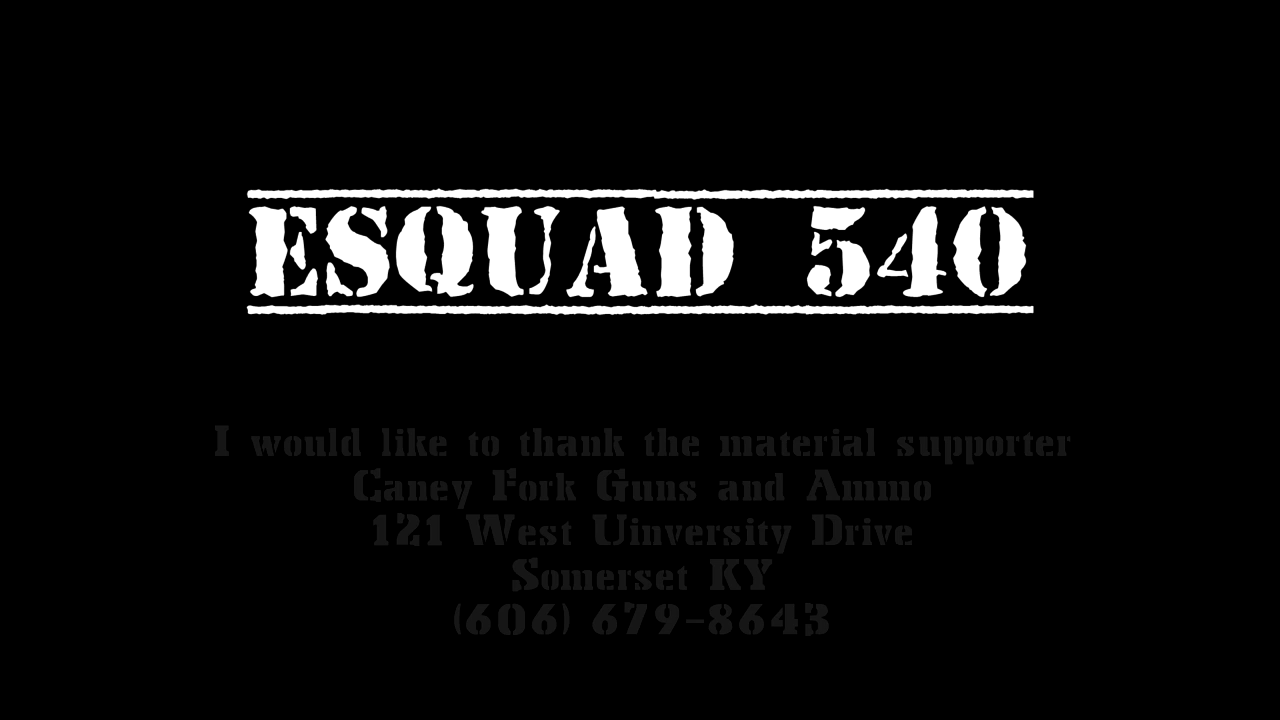 ESQUAD 540
I would like to thank the material supporter
Caney Fork Guns and Ammo
121 West Uinversity Drive
Somerset KY
(606) 679-8643